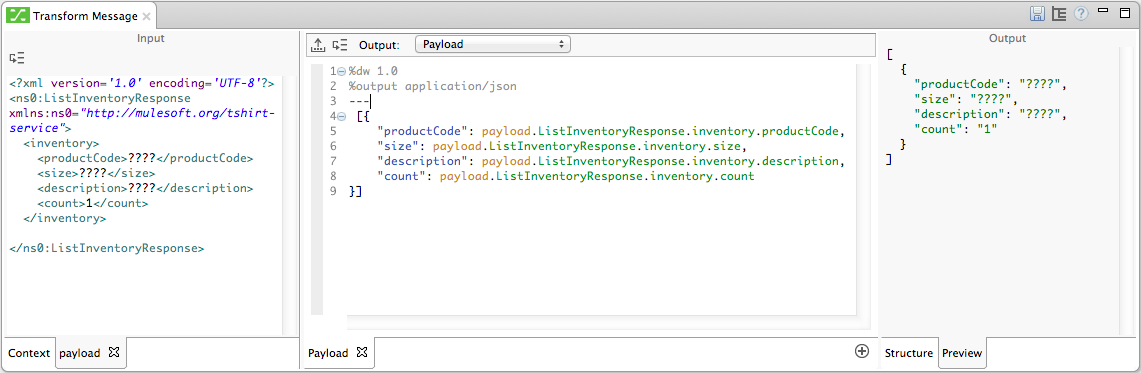 Transform Message
Input
<?xml version='1.0' encoding='UTF-8'?>
<ns0:ListInventoryResponse
xmlns:ns0="http://mulesoft.org/tshirt-
service">
  <inventory>
    <productCode>????</productCode>
    <size>????</size>
    <description>????</description>
    <count>1</count>
  </inventory>
</ns0:ListInventoryResponse>
Context payload
Output: Payload
1 %dw 1.0
2 %output application/json
3 ---
4 [{
5     "productCode": payload.ListInventoryResponse.inventory.productCode,
6     "size": payload.ListInventoryResponse.inventory.size,
7     "description": payload.ListInventoryResponse.inventory.description,
8     "count": payload.ListInventoryResponse.inventory.count
9 }]
Payload
Output
[
  {
    "productCode": "????",
    "size": "????",
    "description": "????",
    "count": "1"
  }
]
Structure Preview